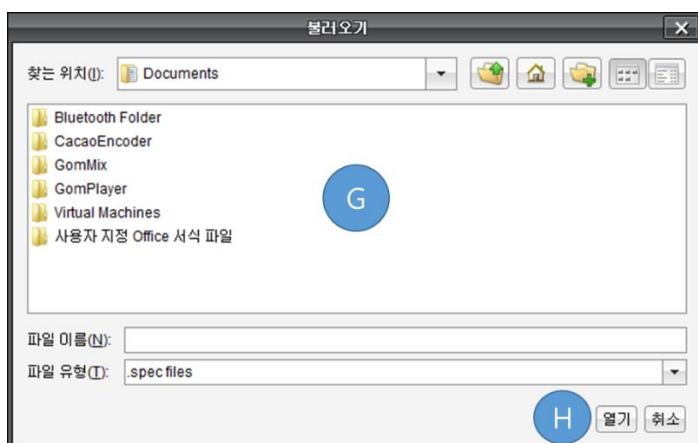 불러오기
찾는 위치(I): Documents
Bluetooth Folder
CacaoEncoder
GomMix
GomPlayer
Virtual Machines
사용자 지정 Office 서식 파일
G
파일 이름(N):
파일 유형(T): .spec files
H 열기 취소